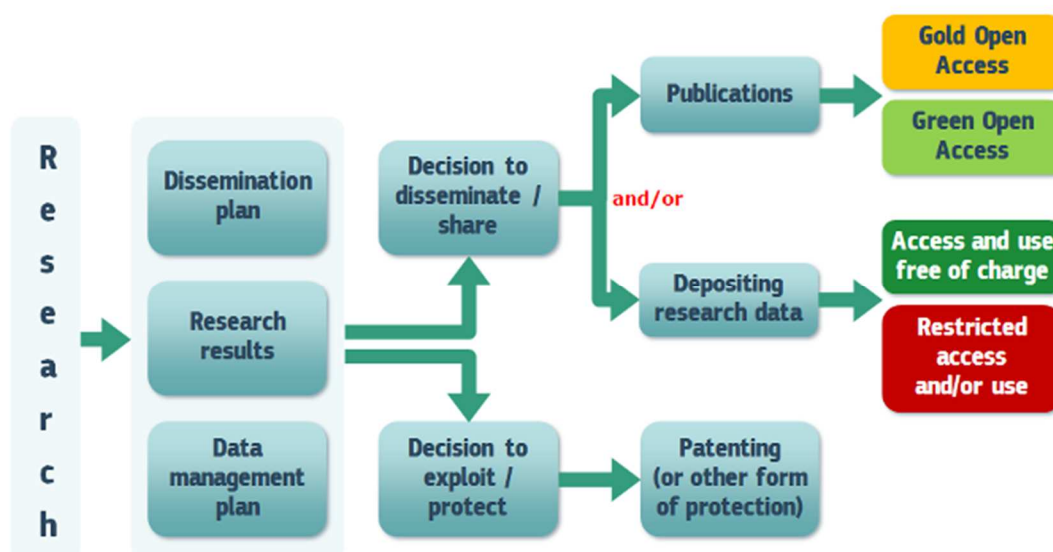 Research
Dissemination
plan
Research
results
Data
management
plan
Decision to
disseminate /
share
Decision to
exploit /
protect
and/or
Publications
Depositing
research data
Patenting
(or other form
of protection)
Gold Open
Access
Green Open
Access
Access and use
free of charge
Restricted
access
and/or use